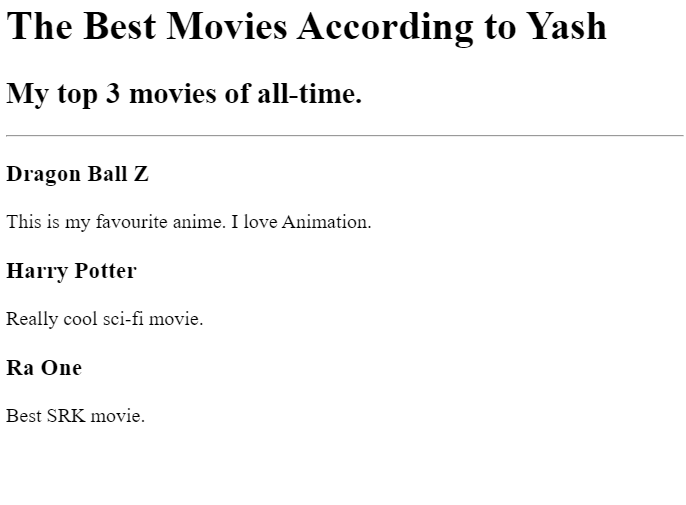 The Best Movies According to Yash
My top 3 movies of all-time.
Dragon Ball Z
This is my favourite anime. I love Animation.
Harry Potter
Really cool sci-fi movie.
Ra One
Best SRK movie.